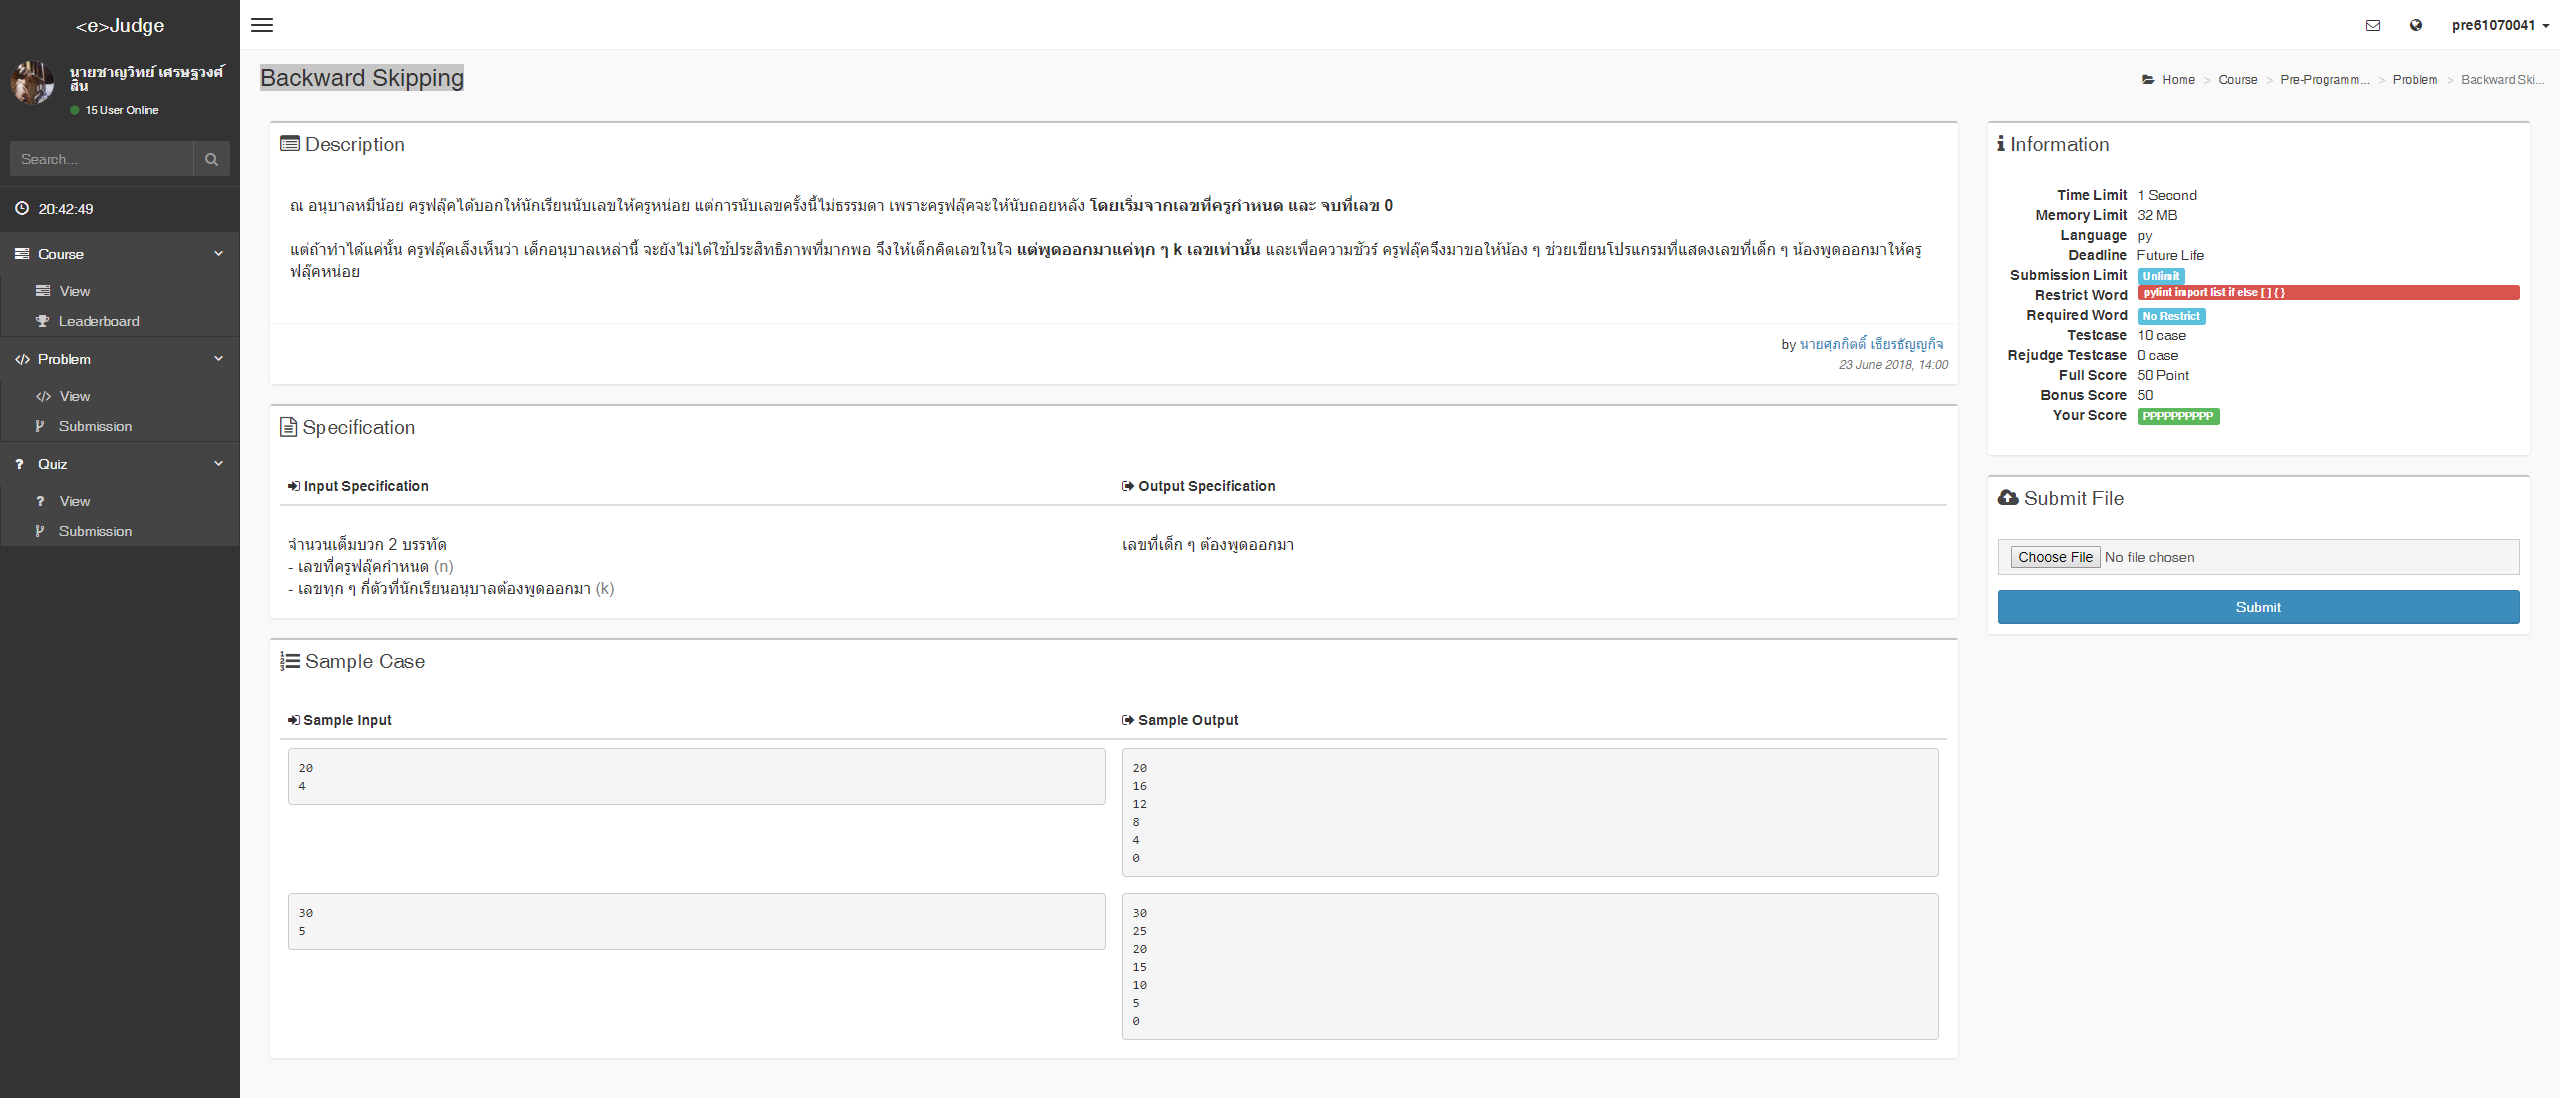 <e>Judge
pre61070041
นายชาญวิทย์ เศรษฐวงศ์
สิน
15 User Online
Search...
20:42:49
Course
View
Leaderboard
Problem
View
Submission
Quiz
View
Submission
Backward Skipping
Home > Course > Pre-Programm... > Problem > Backward Ski...
Description
ณ อนุบาลหมีน้อย ครูฟลุ๊คได้บอกให้นักเรียนนับเลขให้ครูหน่อย แต่การนับเลขครั้งนี้ไม่ธรรมดา เพราะครูฟลุ๊คจะให้นับถอยหลัง โดยเริ่มจากเลขที่ครูกำหนด และ จบที่เลข 0
แต่ถ้าทำได้แค่นั้น ครูฟลุ๊คเล็งเห็นว่า เด็กอนุบาลเหล่านี้ จะยังไม่ได้ใช้ประสิทธิภาพที่มากพอ จึงให้เด็กคิดเลขในใจ แต่พูดออกมาแค่ทุก ๆ k เลขเท่านั้น และเพื่อความชัวร์ ครูฟลุ๊คจึงมาขอให้น้อง ๆ ช่วยเขียนโปรแกรมที่แสดงเลขที่เด็ก ๆ น้องพูดออกมาให้ครู
ฟลุ๊คหน่อย
by นายศุภกิตติ์ เธียรธัญญกิจ
23 June 2018, 14:00
Specification
Input Specification
Output Specification
จำนวนเต็มบวก 2 บรรทัด
- เลขที่ครูฟลุ๊คกำหนด (n)
- เลขทุก ๆ กี่ตัวที่นักเรียนอนุบาลต้องพูดออกมา (k)
เลขที่เด็ก ๆ ต้องพูดออกมา
Sample Case
Sample Input
Sample Output
20
4
20
16
12
8
4
0
30
5
30
25
20
15
10
5
0
Information
Time Limit 1 Second
Memory Limit 32 MB
Language py
Deadline Future Life
Submission Limit Unlimit
Restrict Word pylint import list if else [ ] { }
Required Word No Restrict
Testcase 10 case
Rejudge Testcase 0 case
Full Score 50 Point
Bonus Score 50
Your Score PPPPPPPPPP
Submit File
Choose File No file chosen
Submit